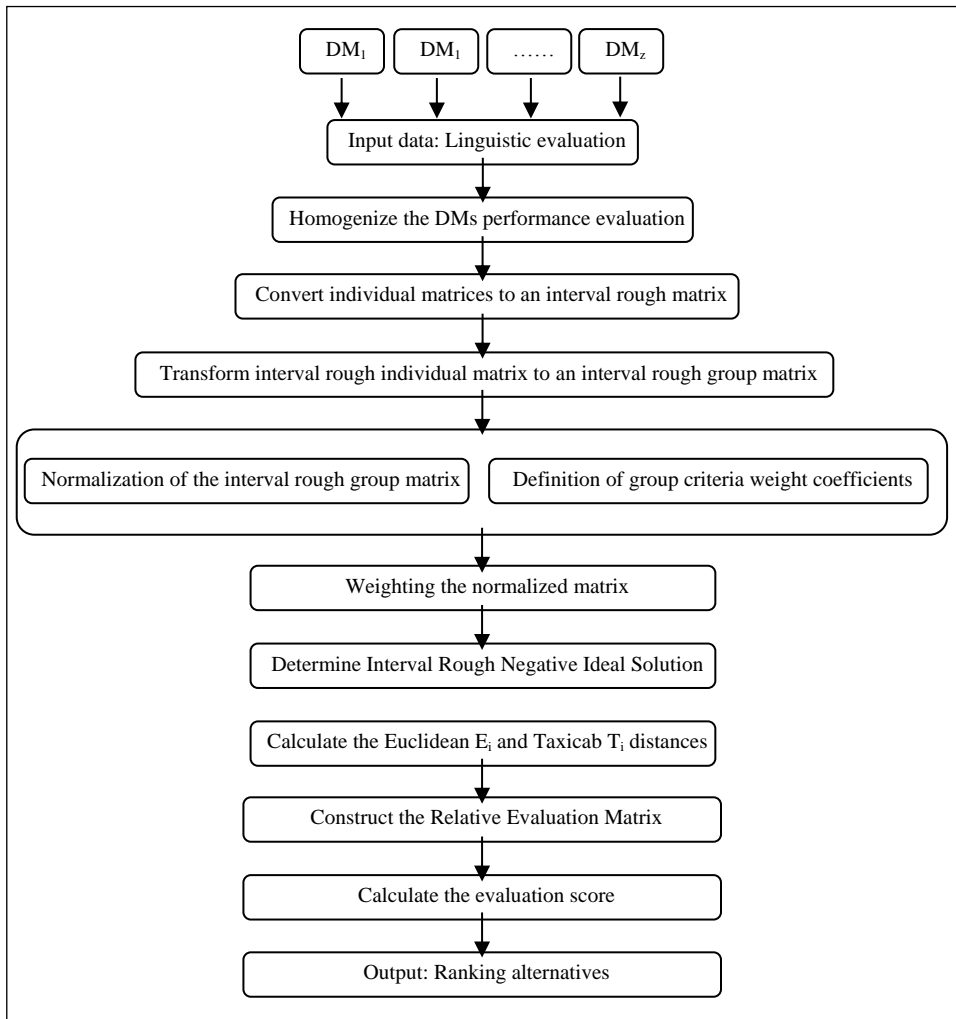 DM₁ DM₁ …… DM_z
Input data: Linguistic evaluation
Homogenize the DMs performance evaluation
Convert individual matrices to an interval rough matrix
Transform interval rough individual matrix to an interval rough group matrix
Normalization of the interval rough group matrix
Definition of group criteria weight coefficients
Weighting the normalized matrix
Determine Interval Rough Negative Ideal Solution
Calculate the Euclidean Eᵢ and Taxicab Tᵢ distances
Construct the Relative Evaluation Matrix
Calculate the evaluation score
Output: Ranking alternatives